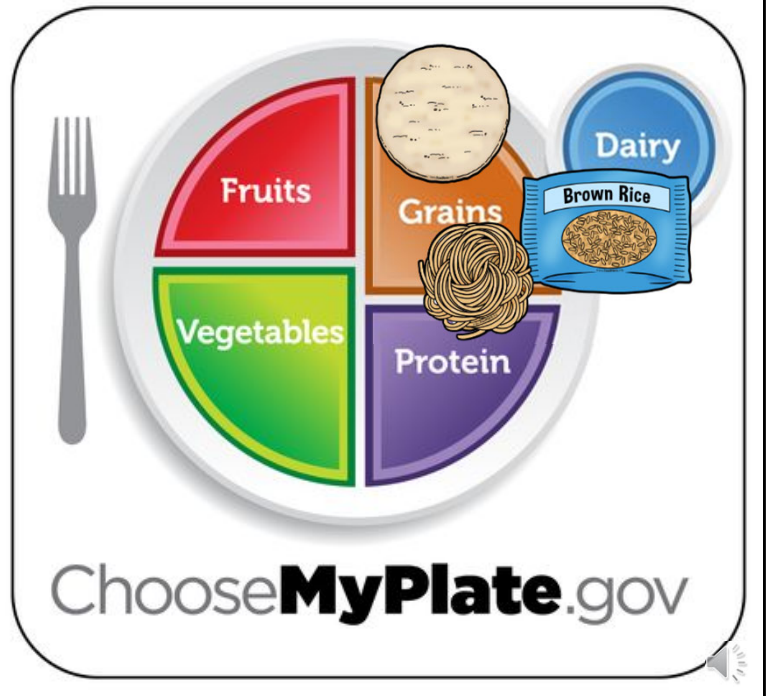 Fruits
Grains
Dairy
Brown Rice
Vegetables
Protein
ChooseMyPlate.gov